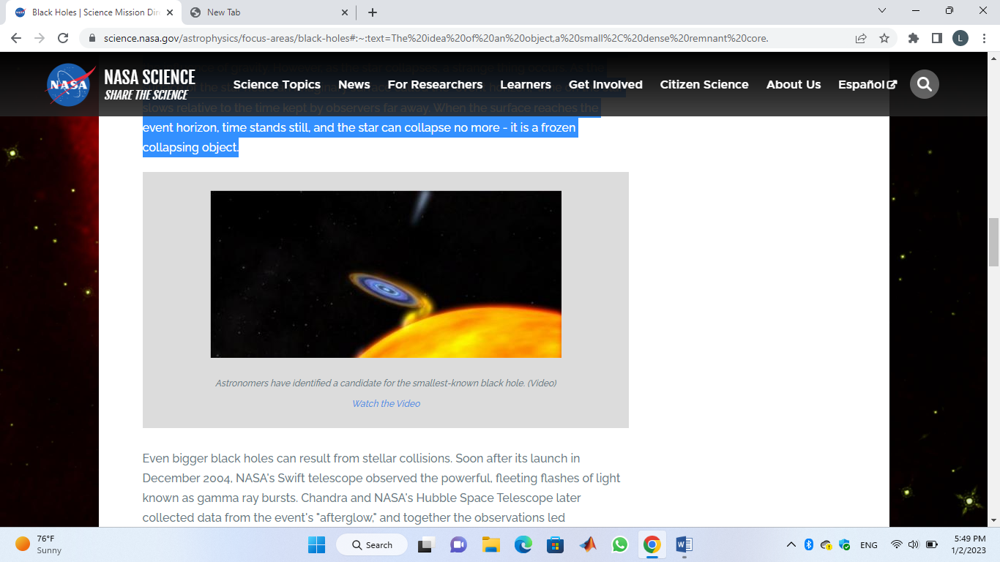 Black Holes | Science Mission Dire
New Tab
science.nasa.gov/astrophysics/focus-areas/black-holes#:~:text=The%20idea%20of%20an%20object,a%20small%2C%20dense%20remnant%20core.
L
NASA
NASA SCIENCE
SHARE THE SCIENCE
Science Topics News For Researchers Learners Get Involved Citizen Science About Us Español
slows relative to the time kept by observers far away. When the surface reaches the
event horizon, time stands still, and the star can collapse no more - it is a frozen
collapsing object.
Astronomers have identified a candidate for the smallest-known black hole. (Video)
Watch the Video
Even bigger black holes can result from stellar collisions. Soon after its launch in
December 2004, NASA's Swift telescope observed the powerful, fleeting flashes of light
known as gamma ray bursts. Chandra and NASA's Hubble Space Telescope later
collected data from the event's "afterglow," and together the observations led
76°F
Sunny
Search
ENG
5:49 PM
1/2/2023